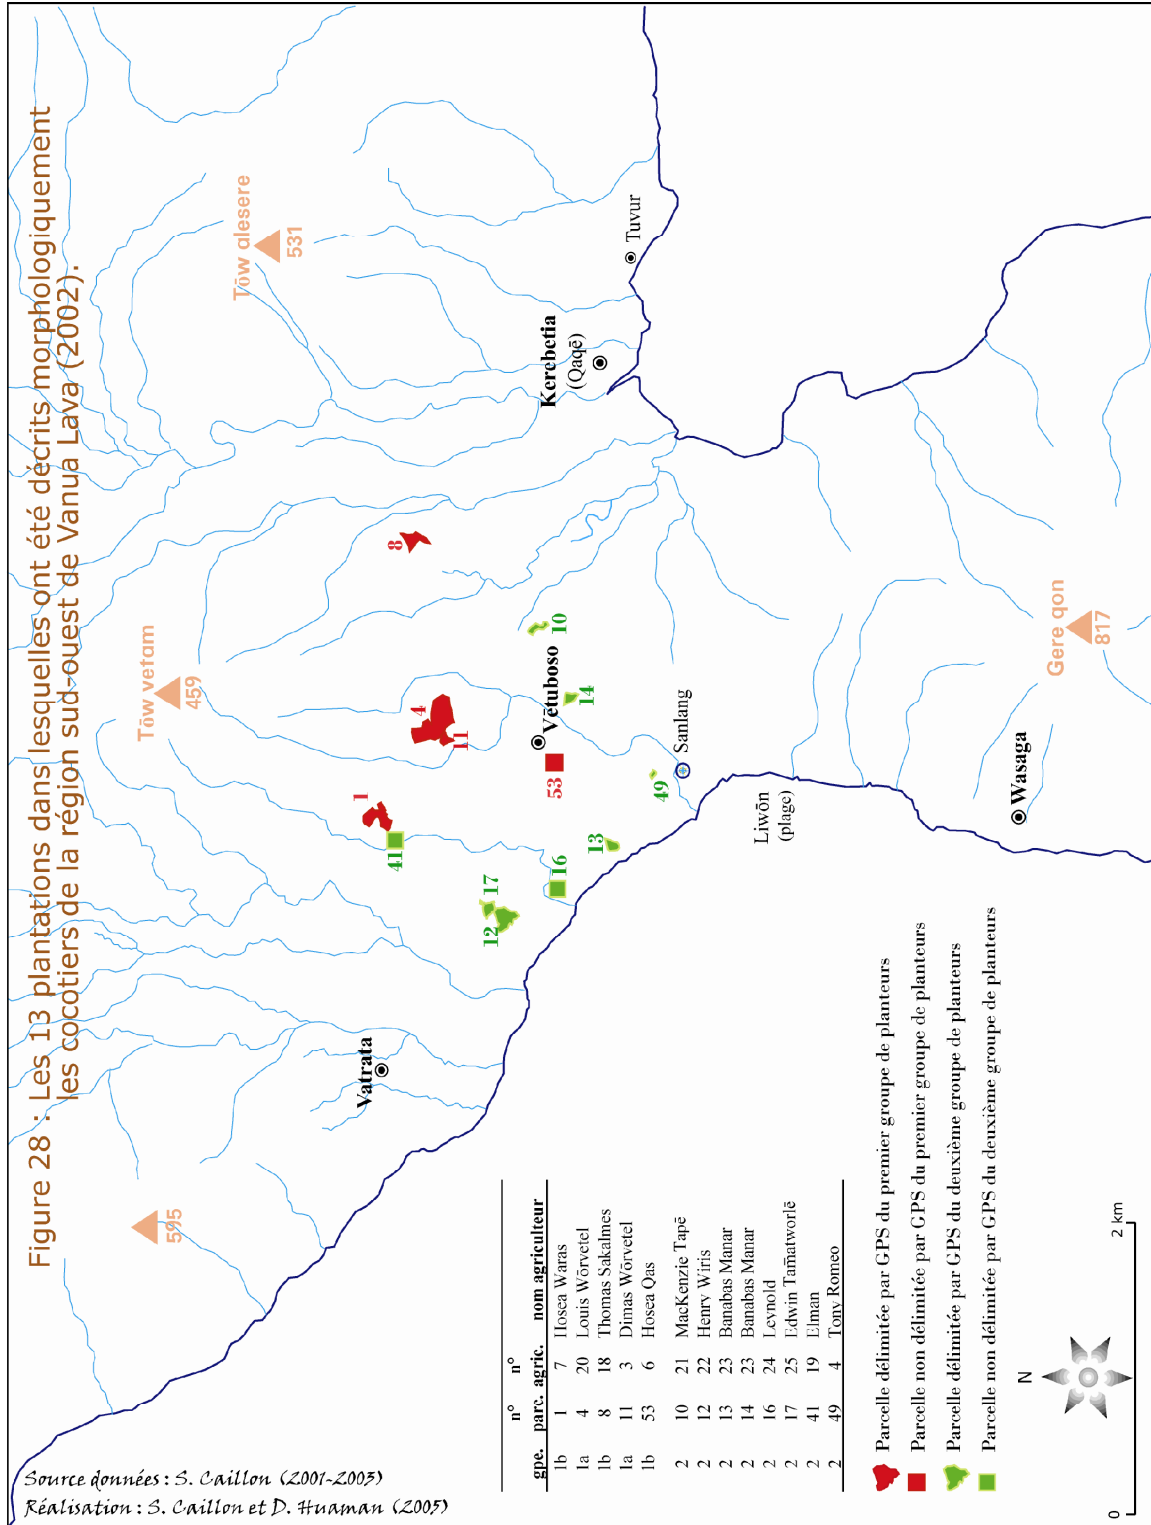 Figure 28 : Les 13 plantations dans lesquelles ont été décrits morphologiquement
les cocotiers de la région sud-ouest de Vanua Lava (2002).
595
Tōw vetam
459
Tōw alesere
531
Vatrata
1
41
4
11
8
17
12
16
53
Vētuboso
10
14
13
49
Sanlang
Kerebetia
(Qaqē)
Tuvur
Liwōn
(plage)
Wasaga
Gere qon
817
gpe. n° parc. n° agric. nom agriculteur
1b 1 7 Hosea Waras
1a 4 20 Louis Wōrvetel
1b 8 18 Thomas Sakalmes
1a 11 3 Dimas Wōrvetel
1b 53 6 Hosea Qas
2 10 21 MacKenzie Tapē
2 12 22 Henry Wiris
2 13 23 Banabas Manar
2 14 23 Banabas Manar
2 16 24 Leynold
2 17 25 Edwin Tam̄atworlē
2 41 19 Elman
2 49 4 Tony Romeo
Parcelle délimitée par GPS du premier groupe de planteurs
Parcelle non délimitée par GPS du premier groupe de planteurs
Parcelle délimitée par GPS du deuxième groupe de planteurs
Parcelle non délimitée par GPS du deuxième groupe de planteurs
N
0 2 km
Source données : S. Caillon (2001-2003)
Réalisation : S. Caillon et D. Huaman (2005)